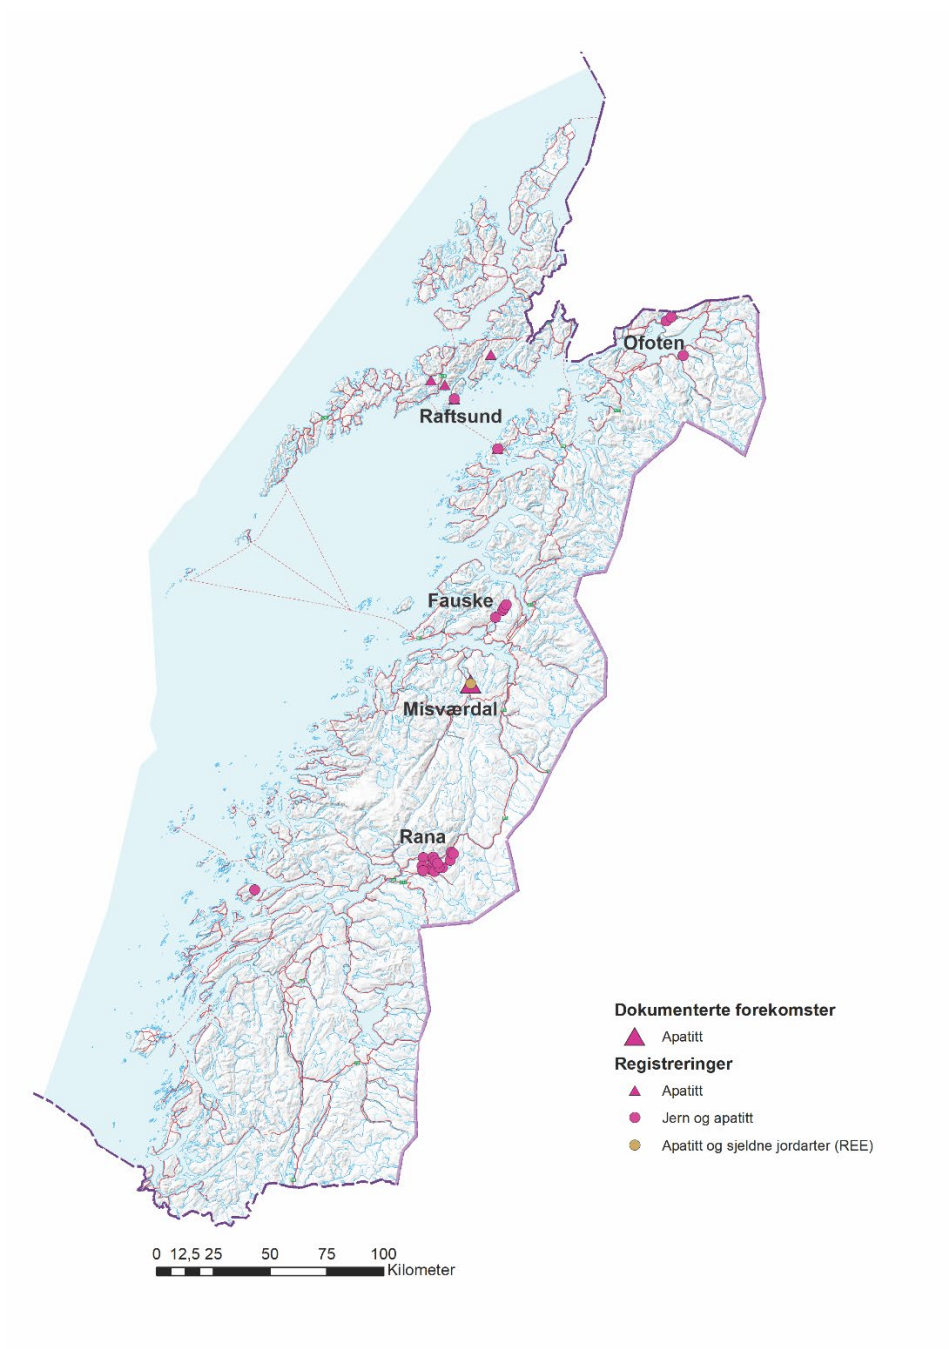 Ofoten
Raftsund
Fauske
Misværdal
Rana
Dokumenterte forekomster
Apatitt
Registreringer
Apatitt
Jern og apatitt
Apatitt og sjeldne jordarter (REE)
0 12,5 25 50 75 100
Kilometer